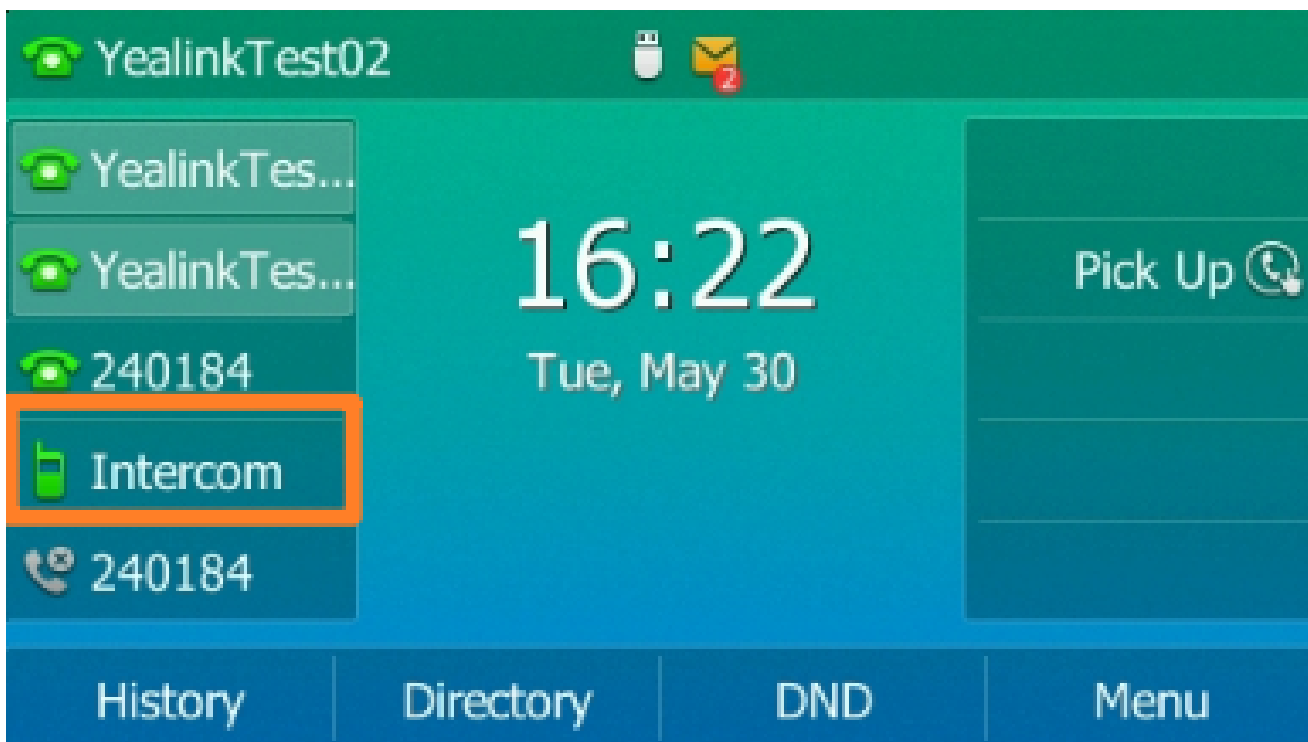 YealinkTest02
2
YealinkTes...
YealinkTes...
240184
Intercom
240184
16:22
Tue, May 30
Pick Up
History
Directory
DND
Menu